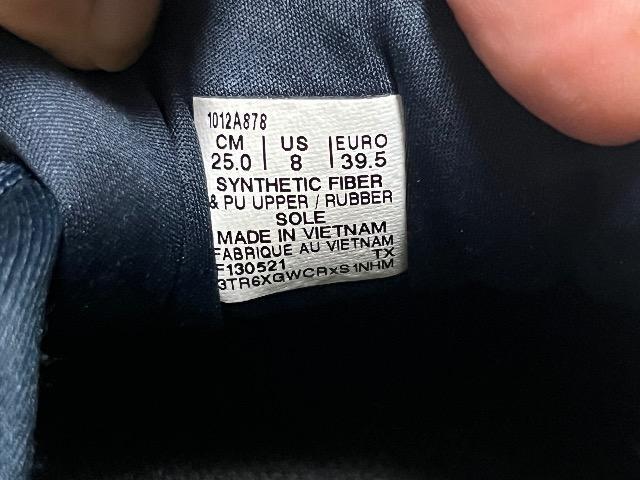 1012A878
CM | US | EURO
25.0 | 8 | 39.5
SYNTHETIC FIBER
& PU UPPER / RUBBER
SOLE
MADE IN VIETNAM
FABRIQUE AU VIETNAM
F130521 TX
3TR6XGWCRxS1NHM